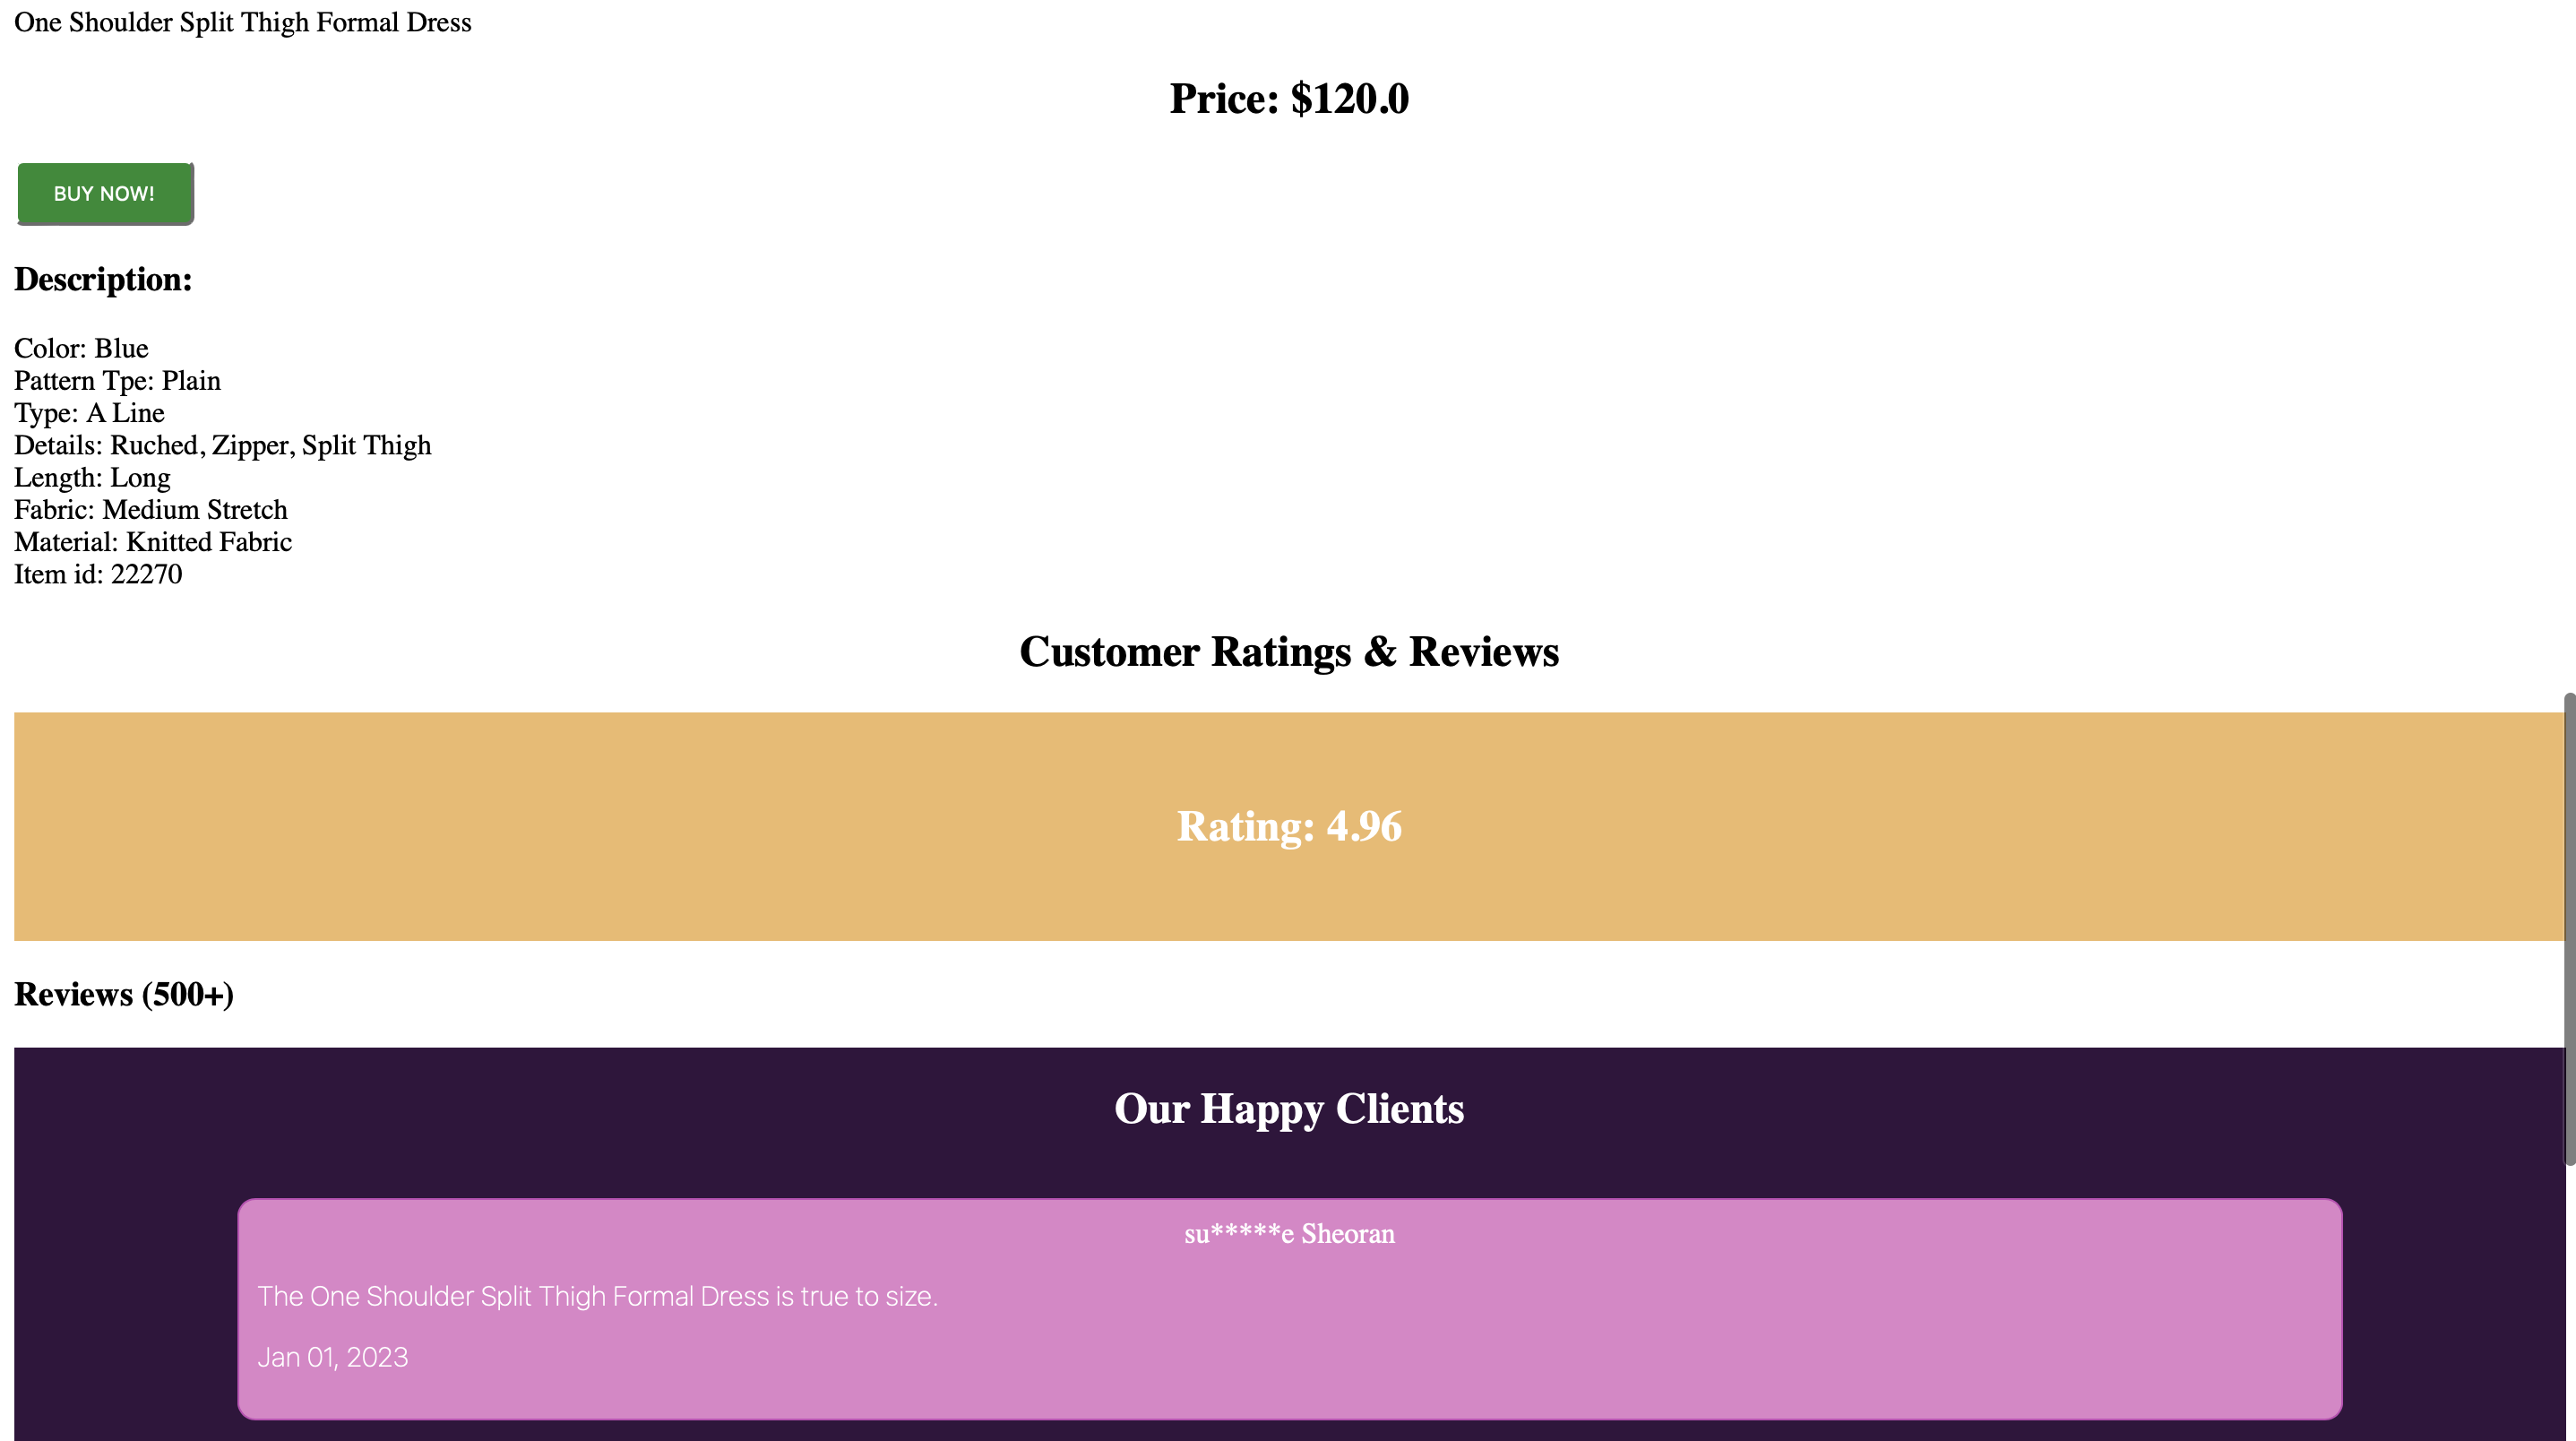 One Shoulder Split Thigh Formal Dress
Price: $120.0
BUY NOW!
Description:
Color: Blue
Pattern Tpe: Plain
Type: A Line
Details: Ruched, Zipper, Split Thigh
Length: Long
Fabric: Medium Stretch
Material: Knitted Fabric
Item id: 22270
Customer Ratings & Reviews
Rating: 4.96
Reviews (500+)
Our Happy Clients
su*****e Sheoran
The One Shoulder Split Thigh Formal Dress is true to size.
Jan 01, 2023